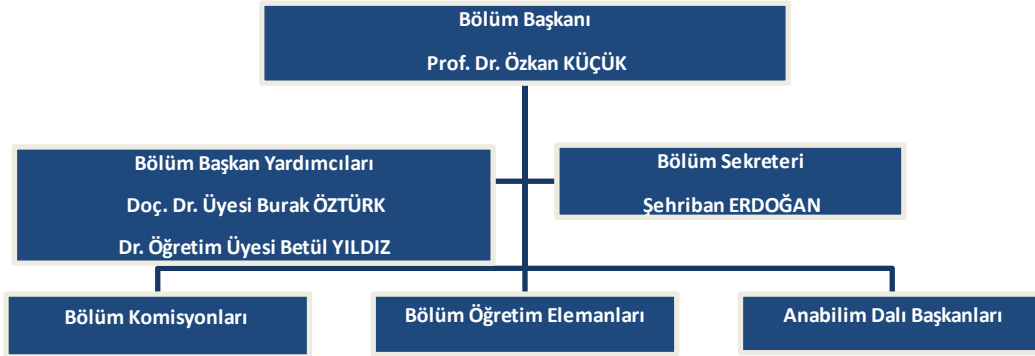 Bölüm Başkanı
Prof. Dr. Özkan KÜÇÜK
Bölüm Başkan Yardımcıları
Doç. Dr. Üyesi Burak ÖZTÜRK
Dr. Öğretim Üyesi Betül YILDIZ
Bölüm Sekreteri
Şehriban ERDOĞAN
Bölüm Komisyonları
Bölüm Öğretim Elemanları
Anabilim Dalı Başkanları